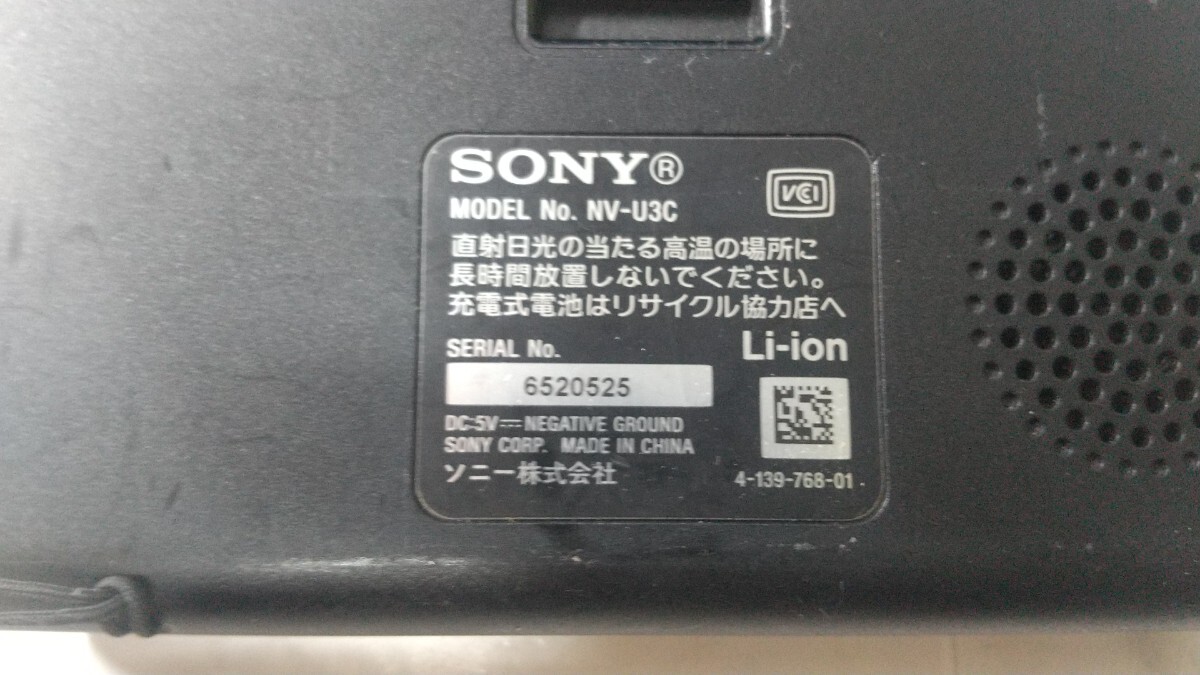 SONY®
VCCI
MODEL No. NV-U3C
直射日光の当たる高温の場所に
長時間放置しないでください。
充電式電池はリサイクル協力店へ
SERIAL No.
Li-ion
6520525
DC 5V⎓NEGATIVE GROUND
SONY CORP. MADE IN CHINA
ソニー株式会社
4-139-768-01